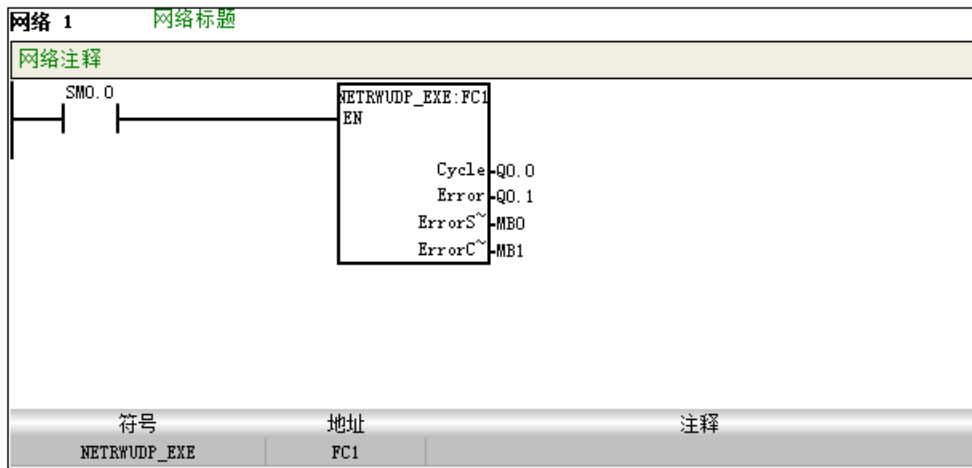 网络 1 网络标题
网络注释
SM0.0
NETRWUDP_EXE:FC1
EN
Cycle Q0.0
Error Q0.1
ErrorS~ MB0
ErrorC~ MB1
符号 地址 注释
NETRWUDP_EXE FC1